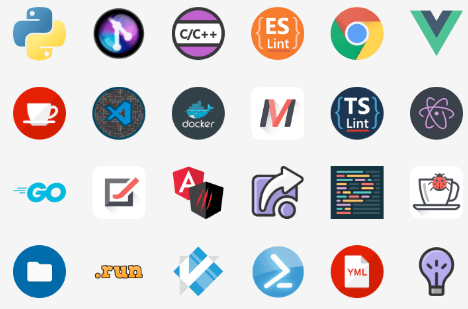 C/C++
ES
Lint
docker
M
TS
Lint
GO
A
.run
YML